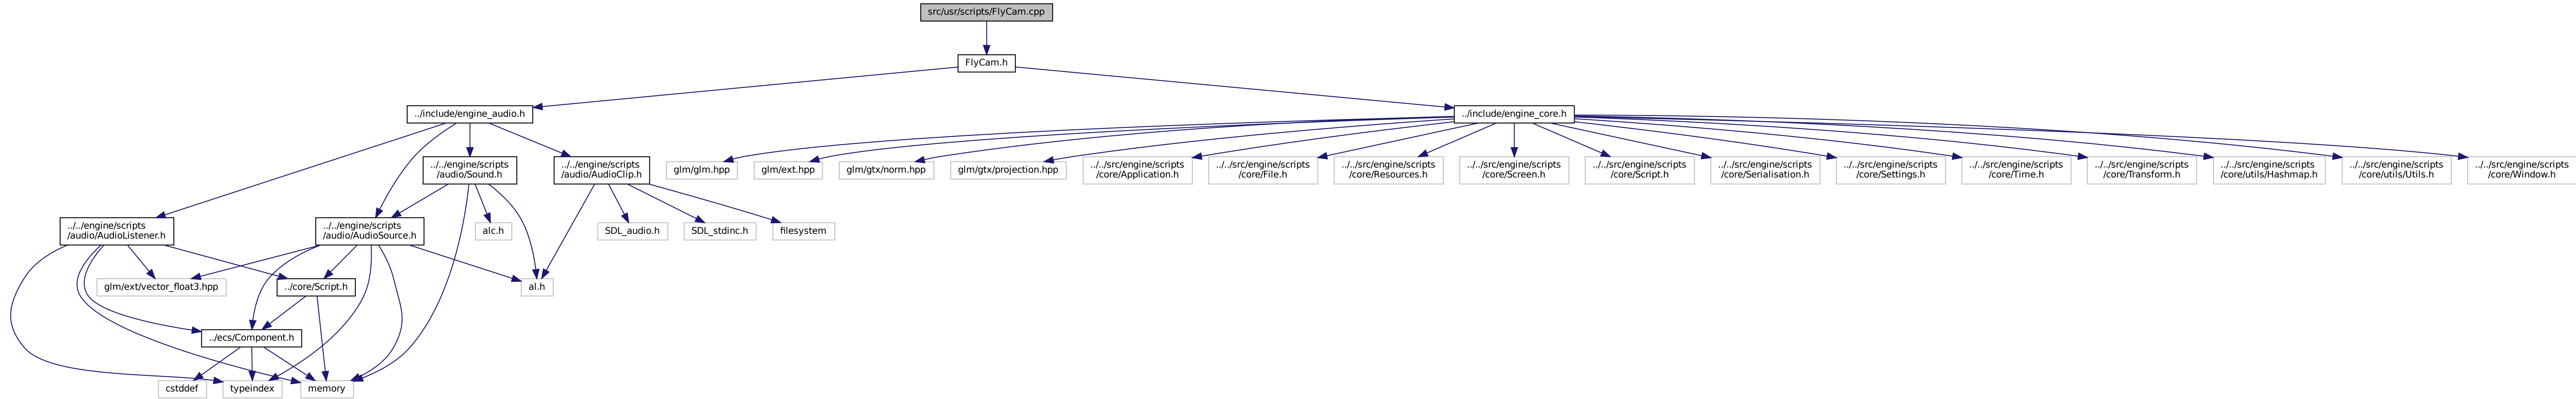 src/usr/scripts/FlyCam.cpp
FlyCam.h
../include/engine_audio.h
../include/engine_core.h
../../engine/scripts
/audio/Sound.h
../../engine/scripts
/audio/AudioClip.h
glm/glm.hpp
glm/ext.hpp
glm/gtx/norm.hpp
glm/gtx/projection.hpp
../../src/engine/scripts
/core/Application.h
../../src/engine/scripts
/core/File.h
../../src/engine/scripts
/core/Resources.h
../../src/engine/scripts
/core/Screen.h
../../src/engine/scripts
/core/Script.h
../../src/engine/scripts
/core/Serialisation.h
../../src/engine/scripts
/core/Settings.h
../../src/engine/scripts
/core/Time.h
../../src/engine/scripts
/core/Transform.h
../../src/engine/scripts
/core/utils/Hashmap.h
../../src/engine/scripts
/core/utils/Utils.h
../../src/engine/scripts
/core/Window.h
../../engine/scripts
/audio/AudioListener.h
../../engine/scripts
/audio/AudioSource.h
alc.h
SDL_audio.h
SDL_stdinc.h
filesystem
glm/ext/vector_float3.hpp
../core/Script.h
al.h
../ecs/Component.h
cstddef
typeindex
memory